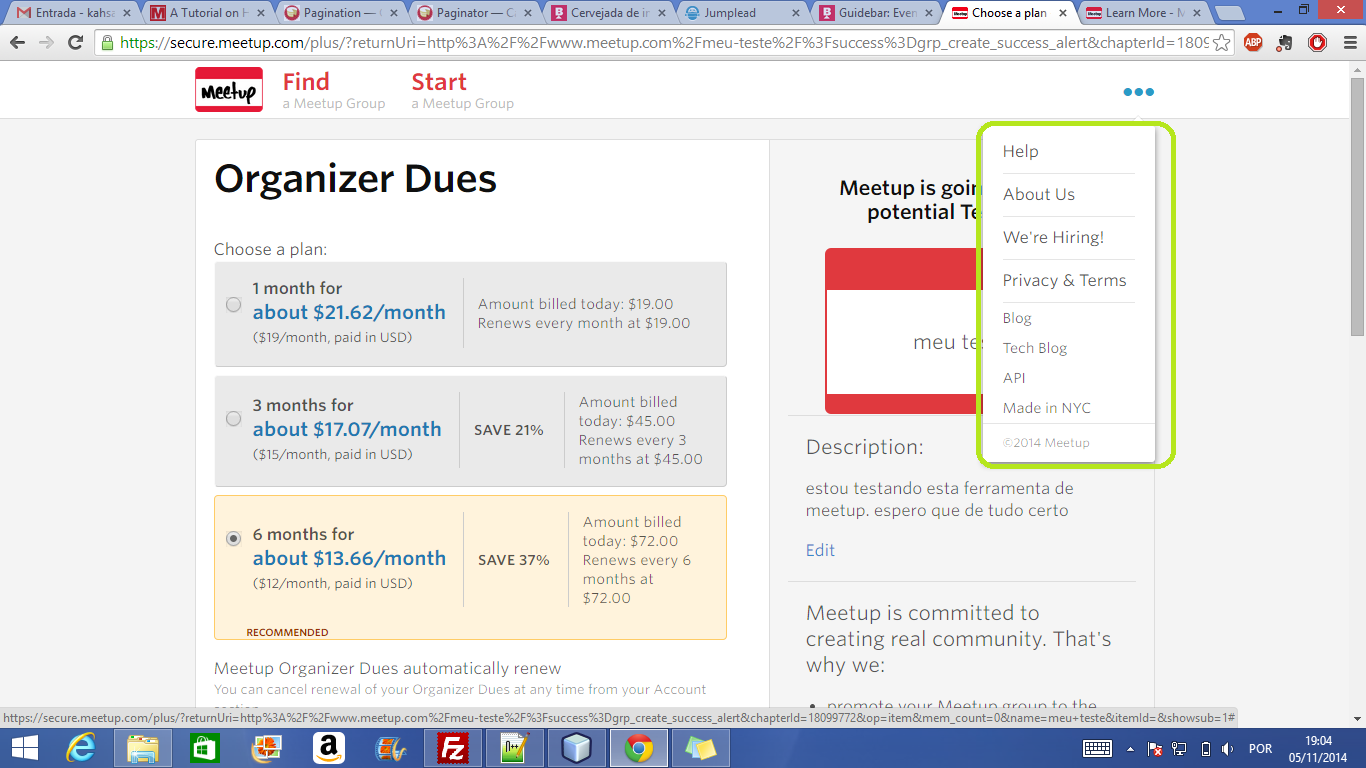 Entrada - kahsa
A Tutorial on H
Pagination — C
Paginator — Ce
Cervejada de in
Jumplead
Guidebar: Even
Choose a plan
Learn More - M
https://secure.meetup.com/plus/?returnUri=http%3A%2F%2Fwww.meetup.com%2Fmeu-teste%2F%3Fsuccess%3Dgrp_create_success_alert&chapterId=1809
ABP
Meetup
Find
a Meetup Group
Start
a Meetup Group
Organizer Dues
Choose a plan:
1 month for
about $21.62/month
($19/month, paid in USD)
Amount billed today: $19.00
Renews every month at $19.00
3 months for
about $17.07/month
($15/month, paid in USD)
SAVE 21%
Amount billed
today: $45.00
Renews every 3
months at $45.00
6 months for
about $13.66/month
($12/month, paid in USD)
RECOMMENDED
SAVE 37%
Amount billed
today: $72.00
Renews every 6
months at
$72.00
Meetup Organizer Dues automatically renew
You can cancel renewal of your Organizer Dues at any time from your Account
Meetup is goin
potential Te
meu tes
Help
About Us
We're Hiring!
Privacy & Terms
Blog
Tech Blog
API
Made in NYC
©2014 Meetup
Description:
estou testando esta ferramenta de
meetup. espero que de tudo certo
Edit
Meetup is committed to
creating real community. That's
why we:
promote your Meetup group to the
https://secure.meetup.com/plus/?returnUri=http%3A%2F%2Fwww.meetup.com%2Fmeu-teste%2F%3Fsuccess%3Dgrp_create_success_alert&chapterId=18099772&op=item&mem_count=0&name=meu+teste&itemId=&showsub=1#
POR
19:04
05/11/2014